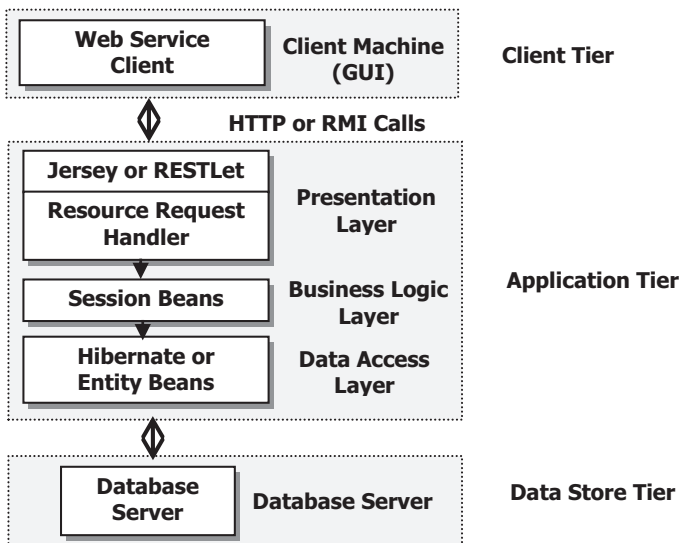 Web Service
Client
Client Machine
(GUI)
Client Tier
HTTP or RMI Calls
Jersey or RESTLet
Resource Request
Handler
Presentation
Layer
Session Beans
Business Logic
Layer
Application Tier
Hibernate or
Entity Beans
Data Access
Layer
Database
Server
Database Server
Data Store Tier